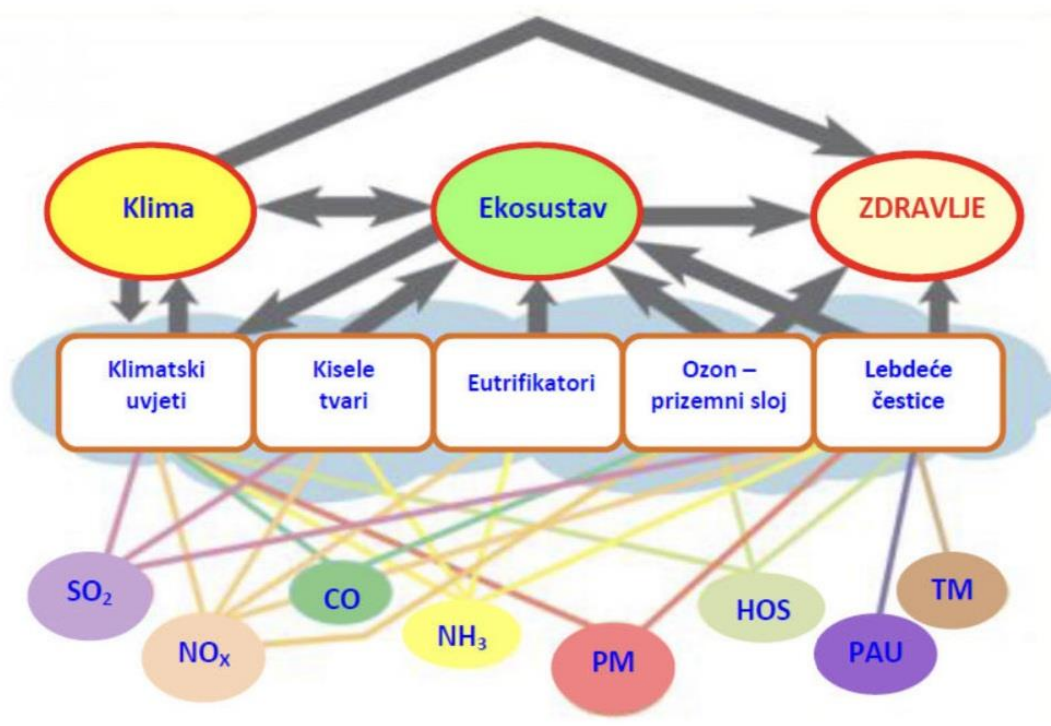 Klima
Ekosustav
ZDRAVLJE
Klimatski
uvjeti
Kisele
tvari
Eutrifikatori
Ozon –
prizemni sloj
Lebdeće
čestice
SO₂
NOₓ
CO
NH₃
PM
HOS
PAU
TM